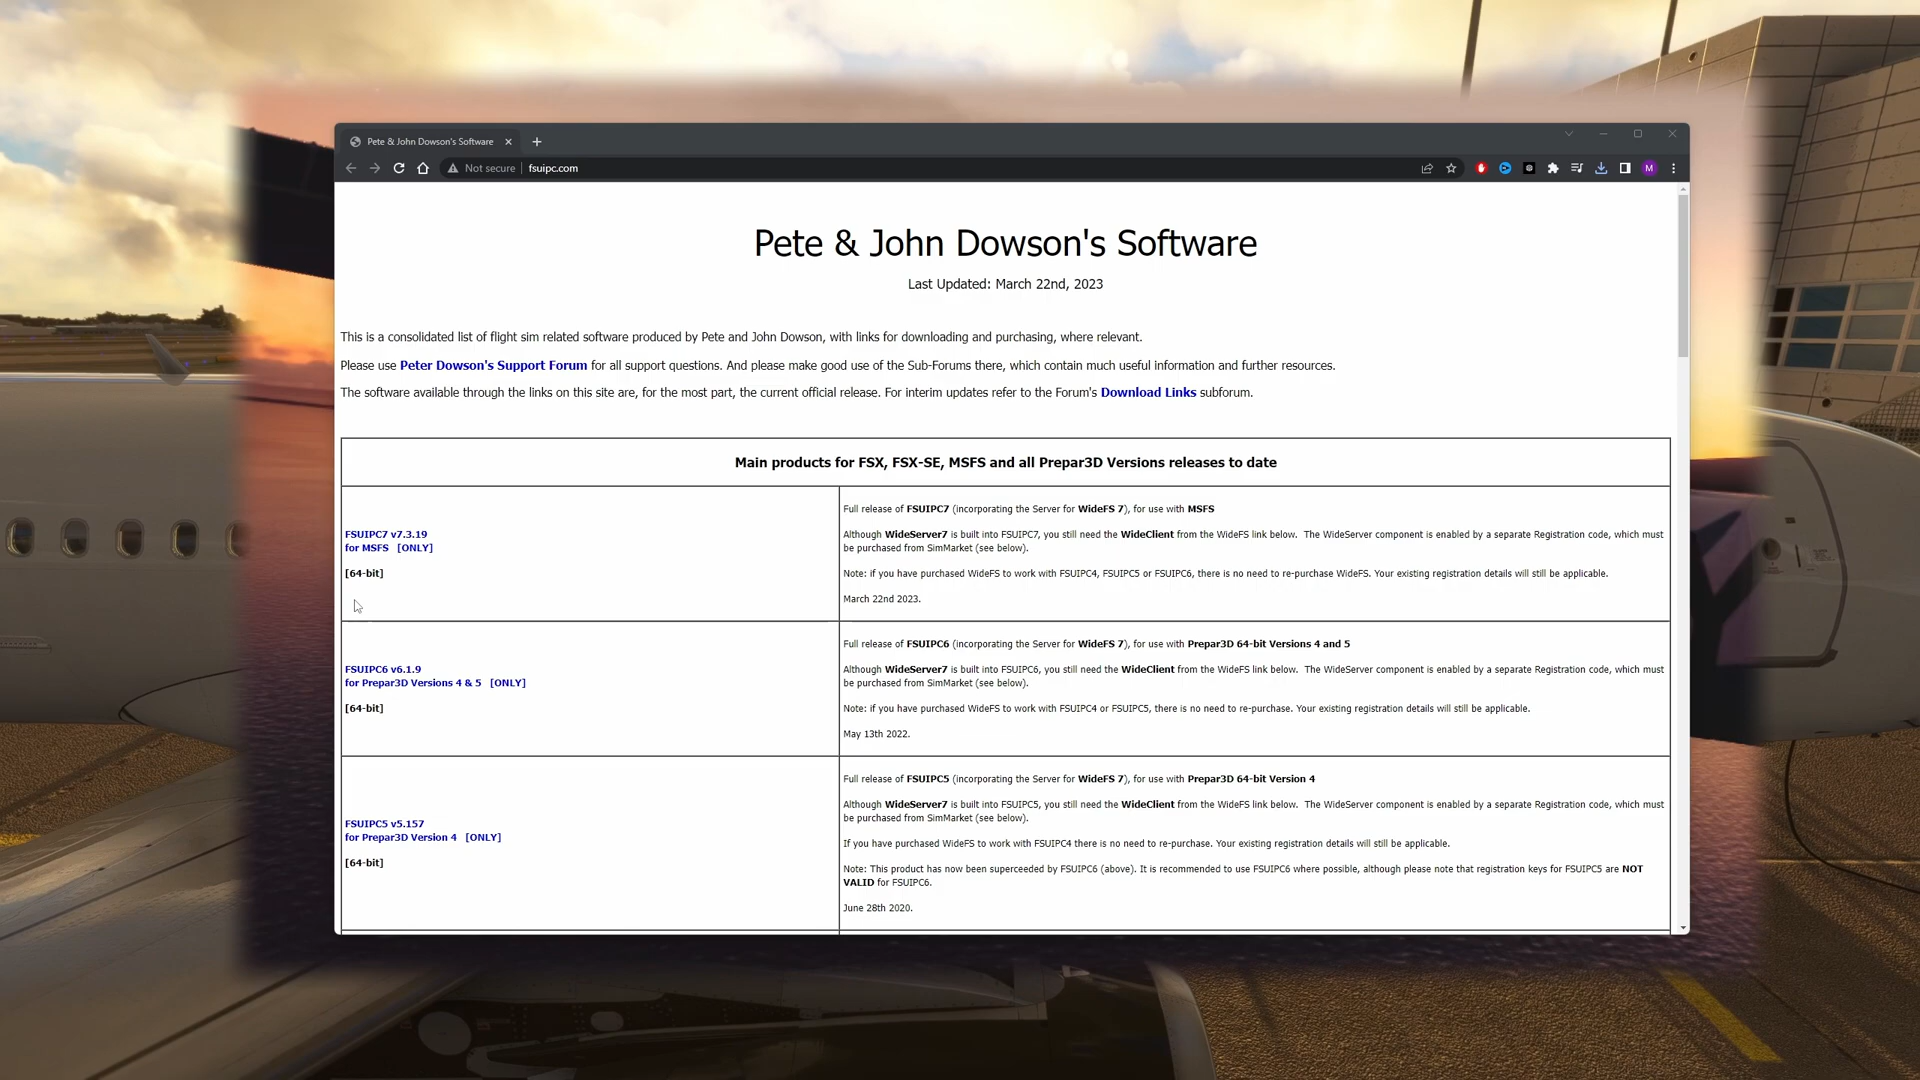 Pete & John Dowson's Software
Not secure
fsuipc.com
M
Pete & John Dowson's Software
Last Updated: March 22nd, 2023
This is a consolidated list of flight sim related software produced by Pete and John Dowson, with links for downloading and purchasing, where relevant.
Please use Peter Dowson's Support Forum for all support questions. And please make good use of the Sub-Forums there, which contain much useful information and further resources.
The software available through the links on this site are, for the most part, the current official release. For interim updates refer to the Forum's Download Links subforum.
Main products for FSX, FSX-SE, MSFS and all Prepar3D Versions releases to date
FSUIPC7 v7.3.19
for MSFS [ONLY]
[64-bit]
Full release of FSUIPC7 (incorporating the Server for WideFS 7), for use with MSFS
Although WideServer7 is built into FSUIPC7, you still need the WideClient from the WideFS link below. The WideServer component is enabled by a separate Registration code, which must
be purchased from SimMarket (see below).
Note: if you have purchased WideFS to work with FSUIPC4, FSUIPC5 or FSUIPC6, there is no need to re-purchase WideFS. Your existing registration details will still be applicable.
March 22nd 2023.
FSUIPC6 v6.1.9
for Prepar3D Versions 4 & 5 [ONLY]
[64-bit]
Full release of FSUIPC6 (incorporating the Server for WideFS 7), for use with Prepar3D 64-bit Versions 4 and 5
Although WideServer7 is built into FSUIPC6, you still need the WideClient from the WideFS link below. The WideServer component is enabled by a separate Registration code, which must
be purchased from SimMarket (see below).
Note: if you have purchased WideFS to work with FSUIPC4 or FSUIPC5, there is no need to re-purchase. Your existing registration details will still be applicable.
May 13th 2022.
FSUIPC5 v5.157
for Prepar3D Version 4 [ONLY]
[64-bit]
Full release of FSUIPC5 (incorporating the Server for WideFS 7), for use with Prepar3D 64-bit Version 4
Although WideServer7 is built into FSUIPC5, you still need the WideClient from the WideFS link below. The WideServer component is enabled by a separate Registration code, which must
be purchased from SimMarket (see below).
If you have purchased WideFS to work with FSUIPC4 there is no need to re-purchase. Your existing registration details will still be applicable.
Note: This product has now been superceeded by FSUIPC6 (above). It is recommended to use FSUIPC6 where possible, although please note that registration keys for FSUIPC5 are NOT
VALID for FSUIPC6.
June 28th 2020.